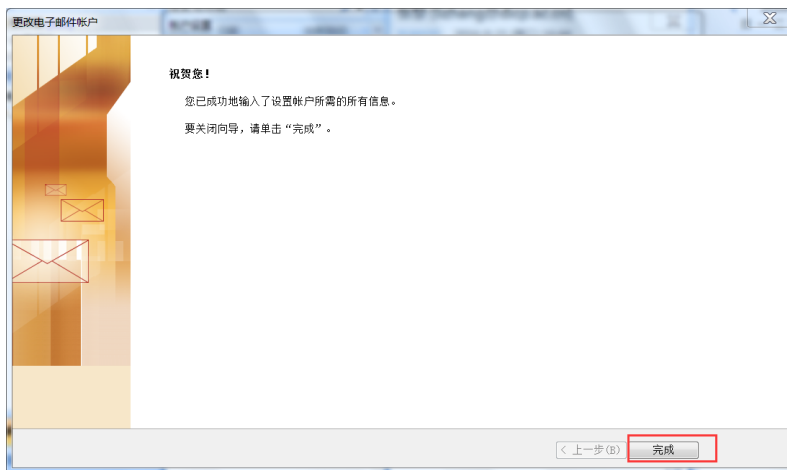 更改电子邮件帐户
祝贺您!
您已成功地输入了设置帐户所需的所有信息。
要关闭向导，请单击“完成”。
< 上一步(B)
完成